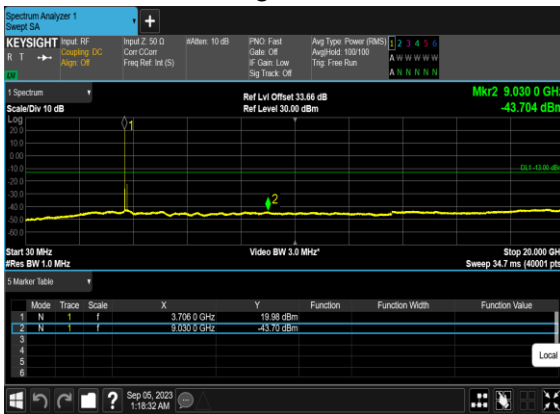 Spectrum Analyzer 1
Swept SA
+
KEYSIGHT Input: RF Input Z: 50 Ω #Atten: 10 dB PNO: Fast Avg Type: Power (RMS) 1 2 3 4 5 6
R T Coupling: DC Corr CCorr Gate: Off Avg|Hold: 100/100 A W W W W W
Align: Off Freq Ref: Int (S) IF Gain: Low Trig: Free Run
LV Sig Track: Off A N N N N N
1 Spectrum Ref Lvl Offset 33.66 dB Mkr2 9.030 0 GHz
Scale/Div 10 dB Ref Level 30.00 dBm -43.704 dBm
Log
20.0
10.0
0.00
-10.0
-20.0
-30.0
-40.0
-50.0
-60.0
1
DL1 -13.00 dBm
2
Start 30 MHz Video BW 3.0 MHz* Stop 20.000 GHz
#Res BW 1.0 MHz Sweep 34.7 ms (40001 pts)
5 Marker Table
Mode Trace Scale X Y Function Function Width Function Value
1 N 1 f 3.706 0 GHz 19.98 dBm
2 N 1 f 9.030 0 GHz -43.70 dBm
3
4
5
6
Local
? Sep 05, 2023
1:18:32 AM